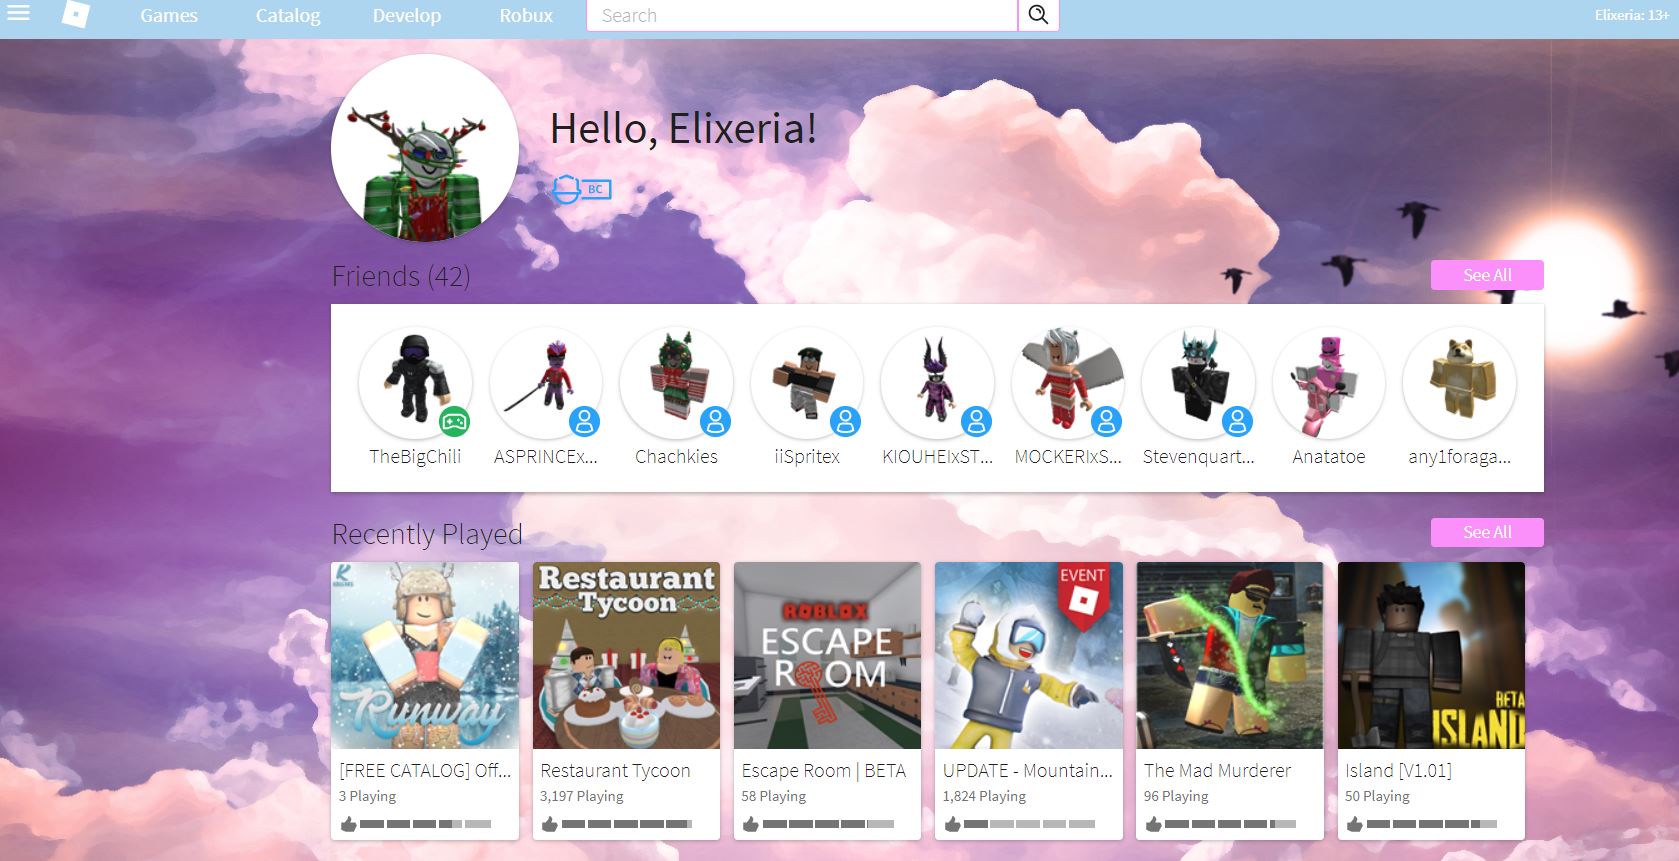 Games Catalog Develop Robux Search Elixeria: 13+
Hello, Elixeria!
BC
Friends (42)
See All
TheBigChili ASPRINCEx... Chachkies iiSpritex KIOUHEIxST... MOCKERIxS... Stevenquart... Anatatoe any1foraga...
Recently Played
See All
Runway
Restaurant
Tycoon
ROBLOX
ESCAPE
ROOM
EVENT
BETA
ISLAND
[FREE CATALOG] Off... Restaurant Tycoon Escape Room | BETA UPDATE - Mountain... The Mad Murderer Island [V1.01]
3 Playing 3,197 Playing 58 Playing 1,824 Playing 96 Playing 50 Playing